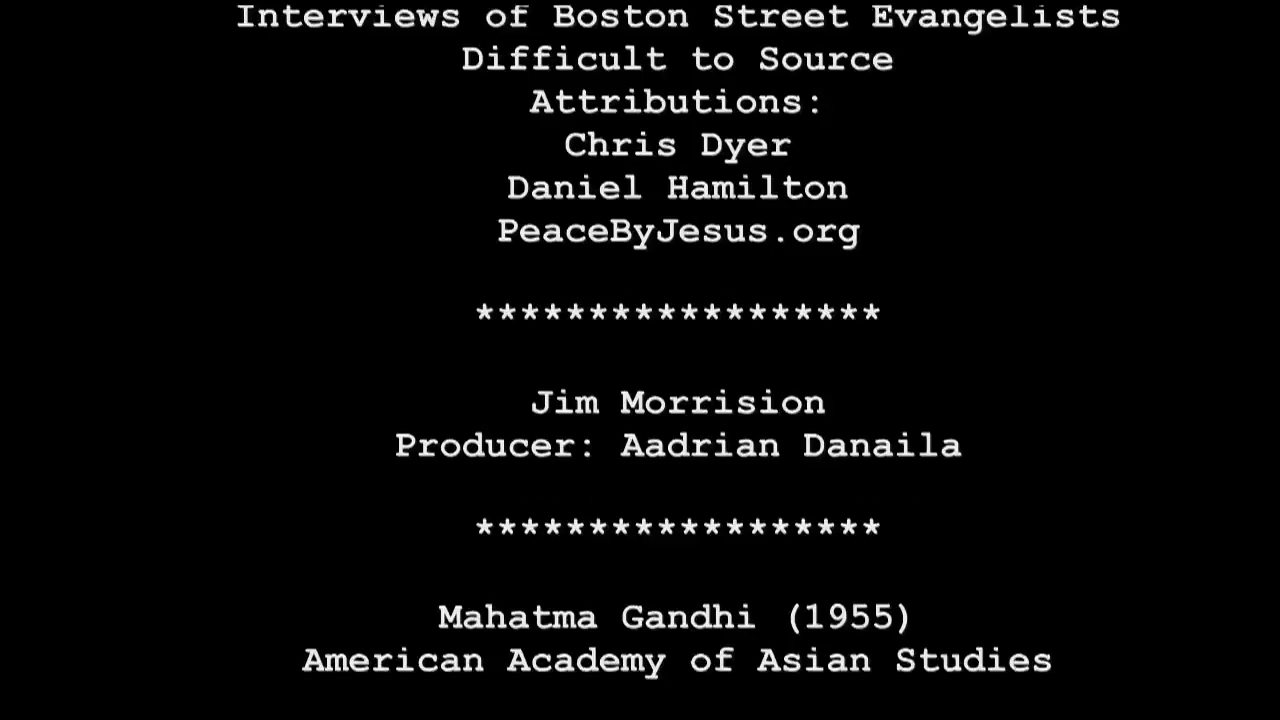 Interviews of Boston Street Evangelists
Difficult to Source
Attributions:
Chris Dyer
Daniel Hamilton
PeaceByJesus.org
******************
Jim Morrision
Producer: Aadrian Danaila
******************
Mahatma Gandhi (1955)
American Academy of Asian Studies